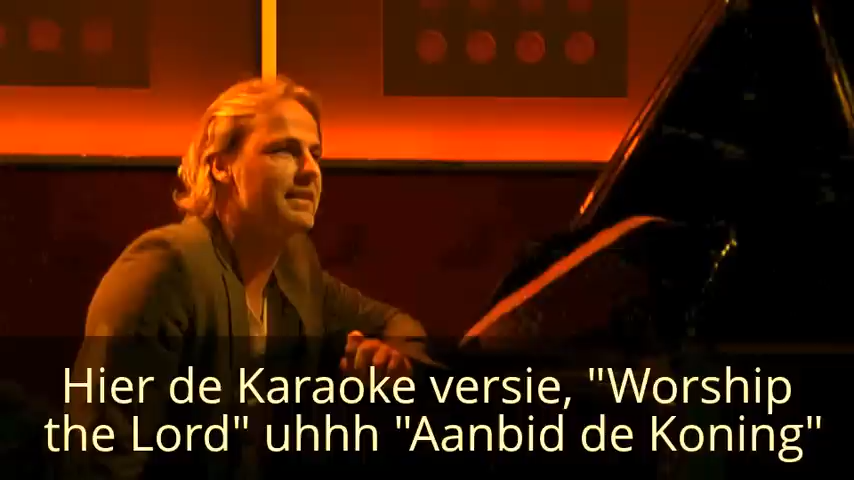 Hier de Karaoke versie, "Worship
the Lord" uhhh "Aanbid de Koning"